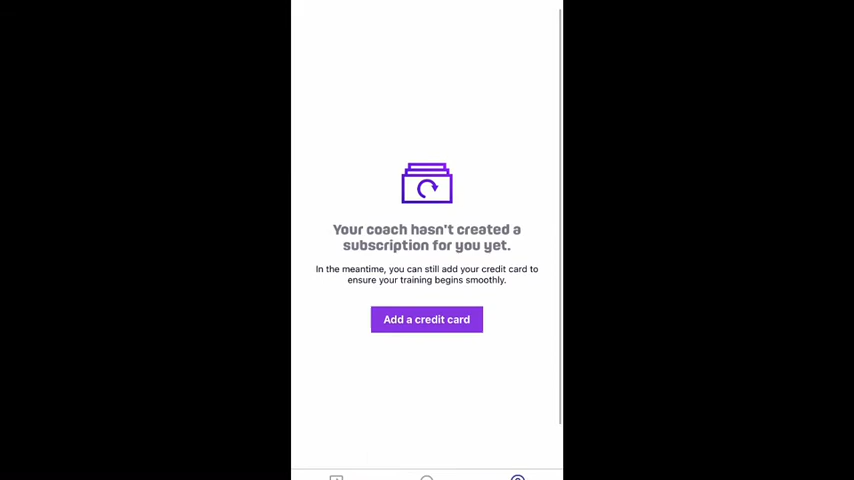 Your coach hasn't created a
subscription for you yet.
In the meantime, you can still add your credit card to
ensure your training begins smoothly.
Add a credit card